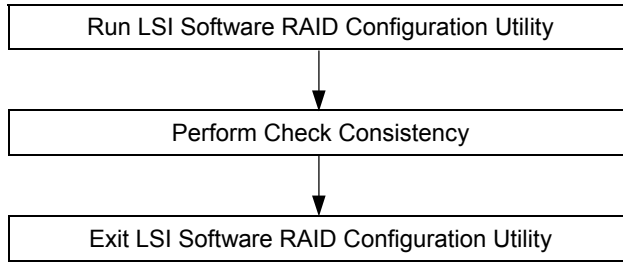 Run LSI Software RAID Configuration Utility
Perform Check Consistency
Exit LSI Software RAID Configuration Utility